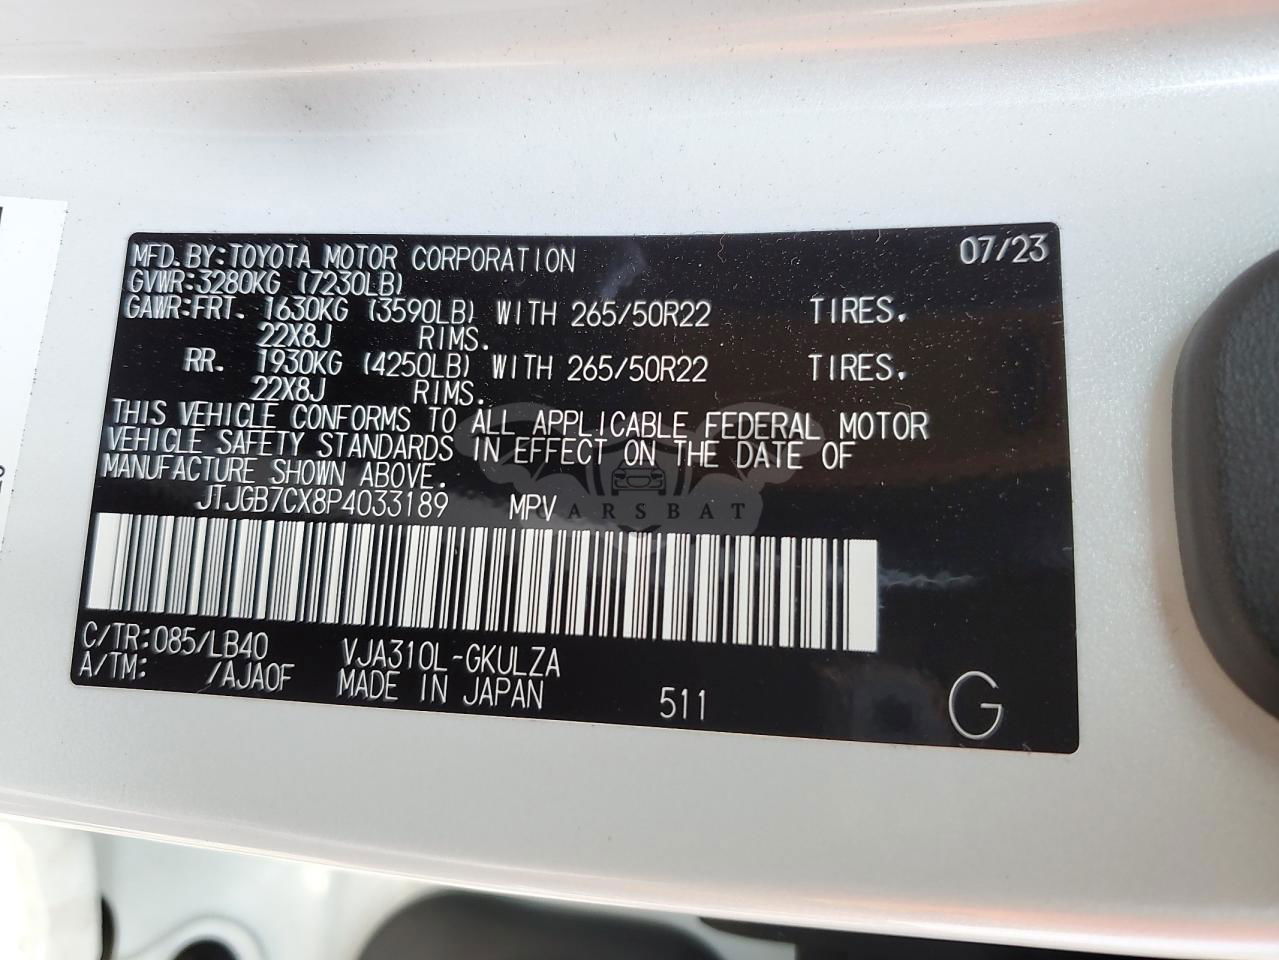 MFD. BY: TOYOTA MOTOR CORPORATION 07/23
GVWR: 3280KG (7230LB)
GAWR: FRT. 1630KG (3590LB) WITH 265/50R22 TIRES.
22X8J RIMS.
RR. 1930KG (4250LB) WITH 265/50R22 TIRES.
22X8J RIMS.
THIS VEHICLE CONFORMS TO ALL APPLICABLE FEDERAL MOTOR
VEHICLE SAFETY STANDARDS IN EFFECT ON THE DATE OF
MANUFACTURE SHOWN ABOVE.
JTJGB7CX8P4033189 MPV
CARSBAT
C/TR: 085/LB40 VJA310L-GKULZA
A/TM: /AJA0F MADE IN JAPAN 511 G